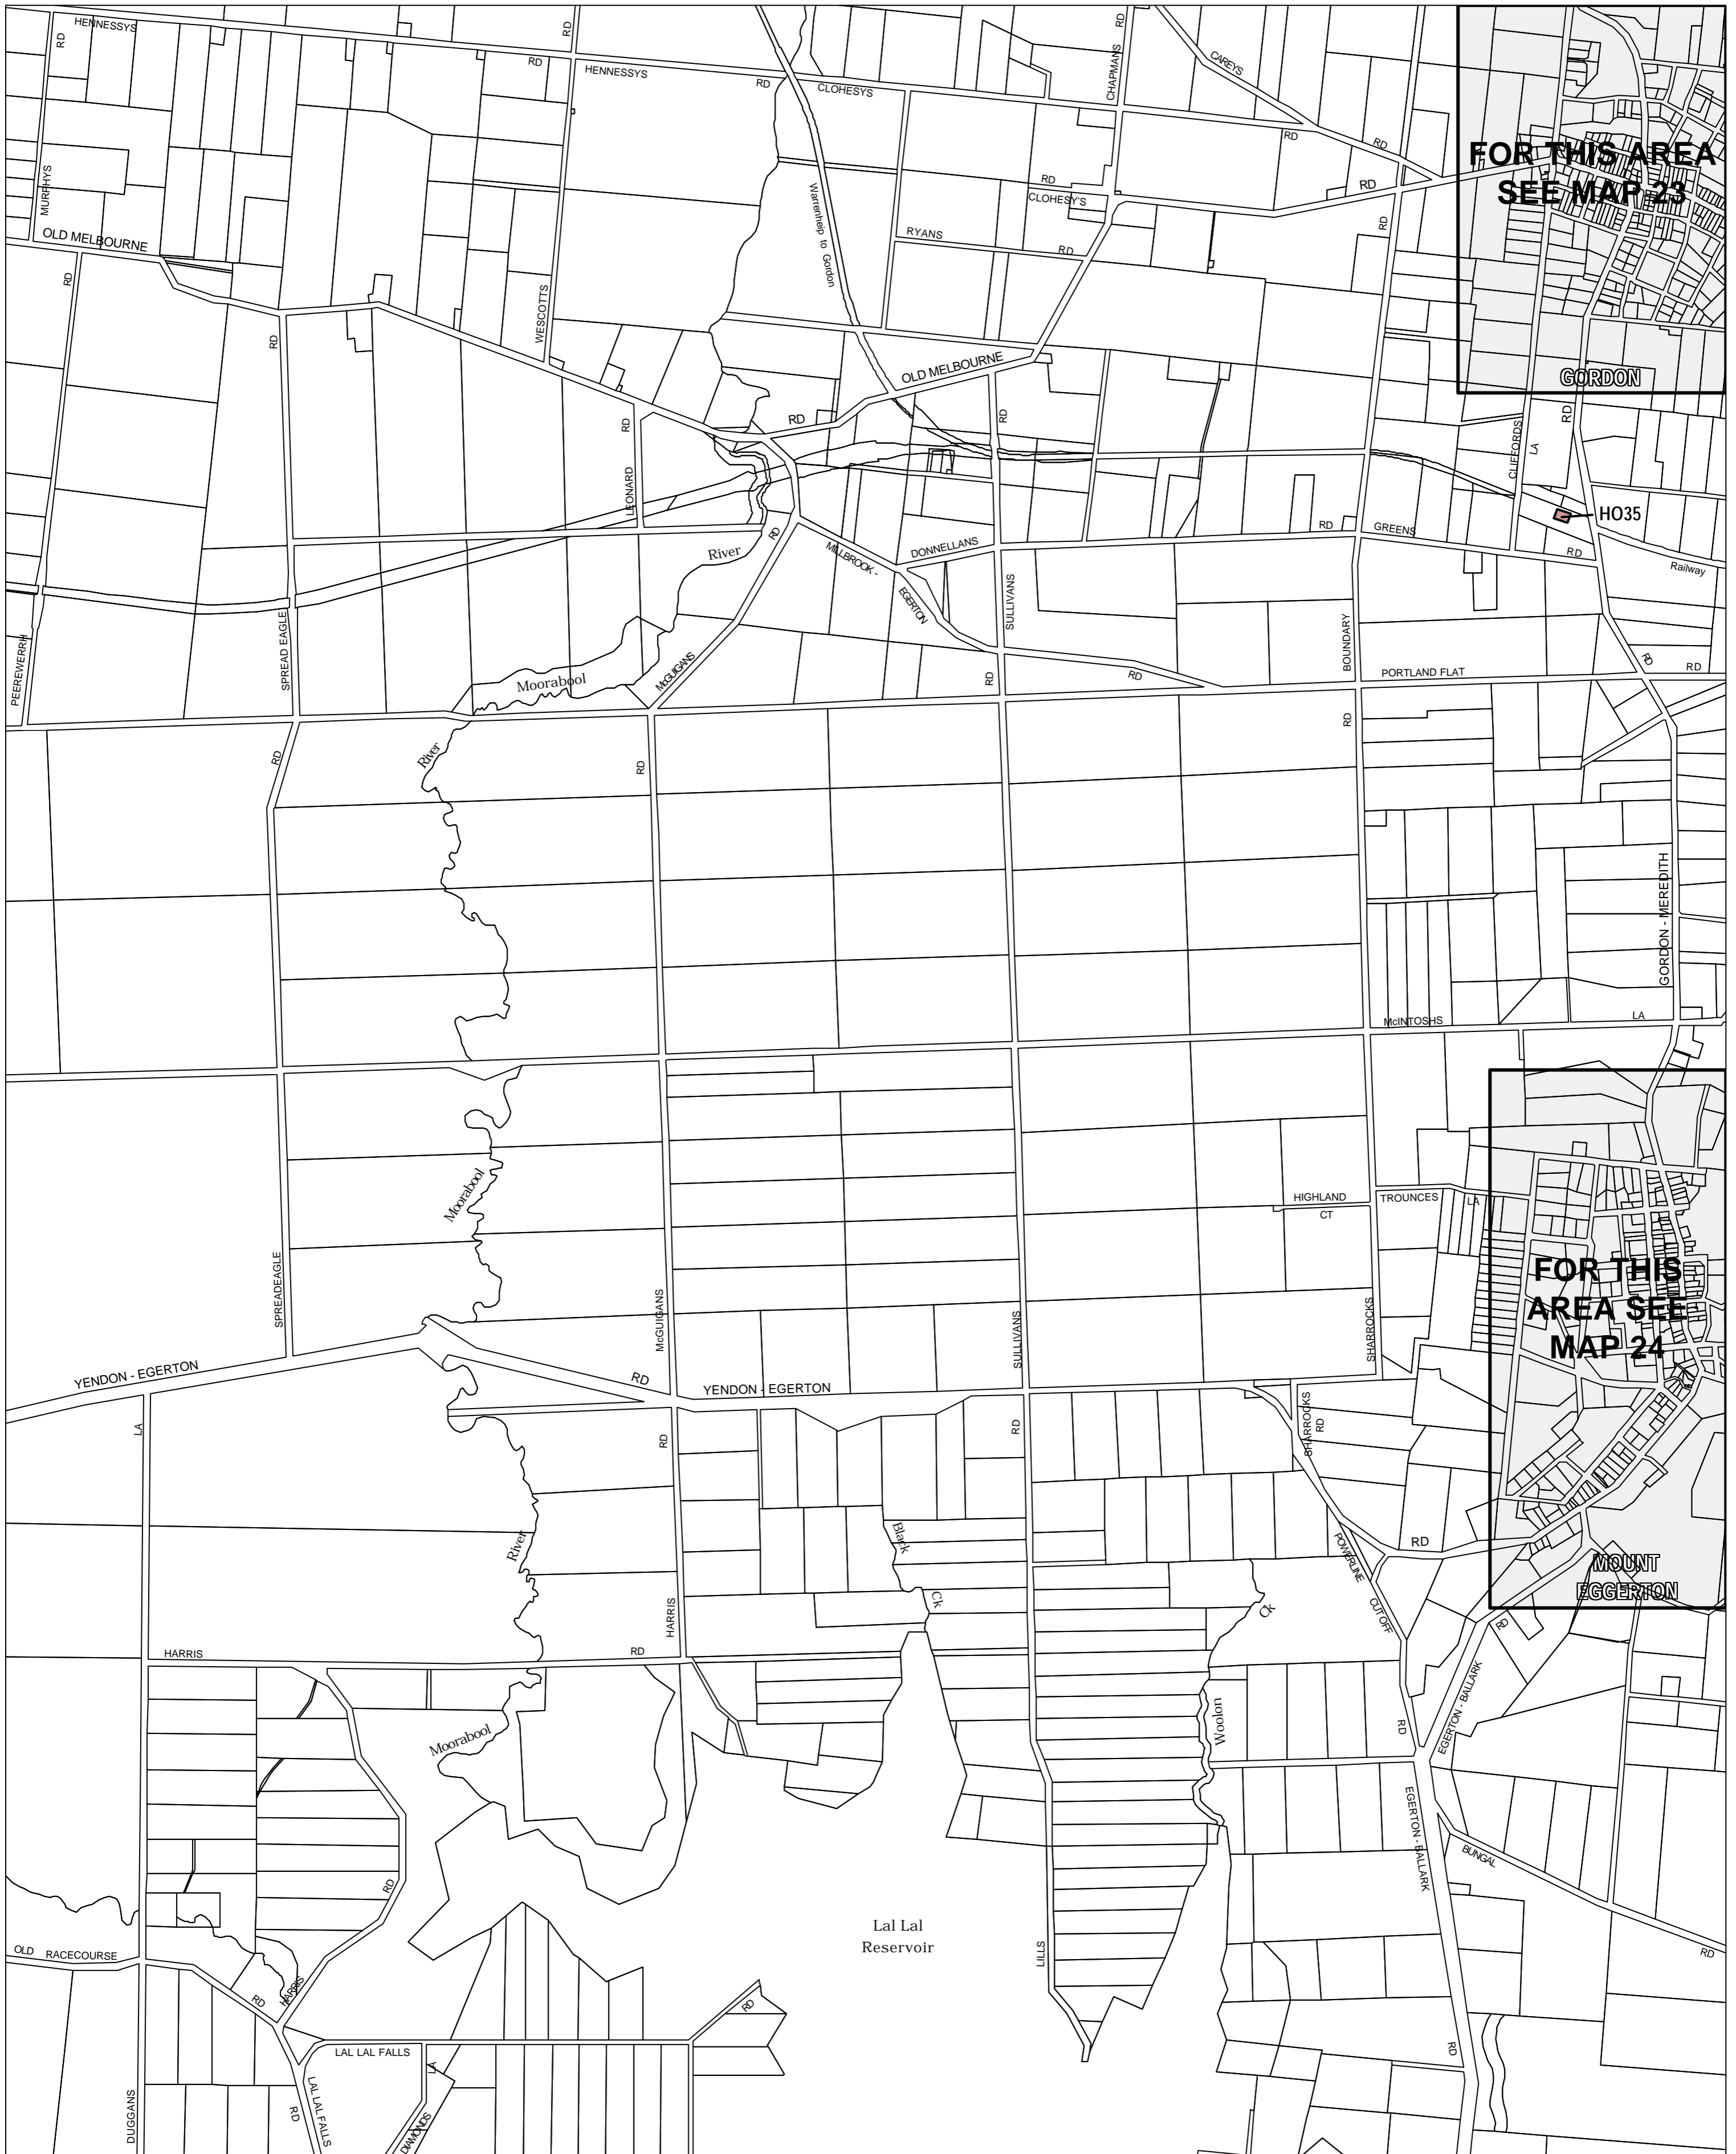 HENNESSYS
RD
RD
RD
HENNESSYS
RD
CLOHESYS
CHAPMANS
RD
CAREYS
RD
RD
FOR THIS AREA
SEE MAP 23
GORDON
MURPHYS
OLD MELBOURNE
RD
RD
WESCOTTS
Warrenheip to Gordon
RD
CLOHESY'S
RD
RYANS
RD
RD
OLD MELBOURNE
RD
RD
LEONARD
RD
CLIFFORDS
LA
RD
HO35
River
RD
MILLBROOK -
EGERTON
DONNELLANS
RD
GREENS
RD
Railway
PEEREWERRH
SPREAD EAGLE
Moorabool
McGUIGANS
SULLIVANS
RD
RD
BOUNDARY
PORTLAND FLAT
RD
RD
RD
River
RD
RD
GORDON - MEREDITH
McINTOSHS
LA
Moorabool
HIGHLAND
CT
TROUNCES
LA
FOR THIS
AREA SEE
MAP 24
MOUNT
EGGERTON
SPREADEAGLE
McGUIGANS
SULLIVANS
SHARROCKS
YENDON - EGERTON
RD
YENDON - EGERTON
LA
RD
RD
SHARROCKS
RD
River
Black
Ck
POWERLINE
CUT OFF
RD
Ck
RD
HARRIS
HARRIS
RD
Moorabool
Woolon
RD
EGERTON - BALLARK
EGERTON - BALLARK
BUNGAL
RD
RD
Lal Lal
Reservoir
LILLS
OLD RACECOURSE
RD
HARRIS
RD
RD
LAL LAL FALLS
LA
DUGGANS
RD
LAL LAL FALLS
DIAMONDS